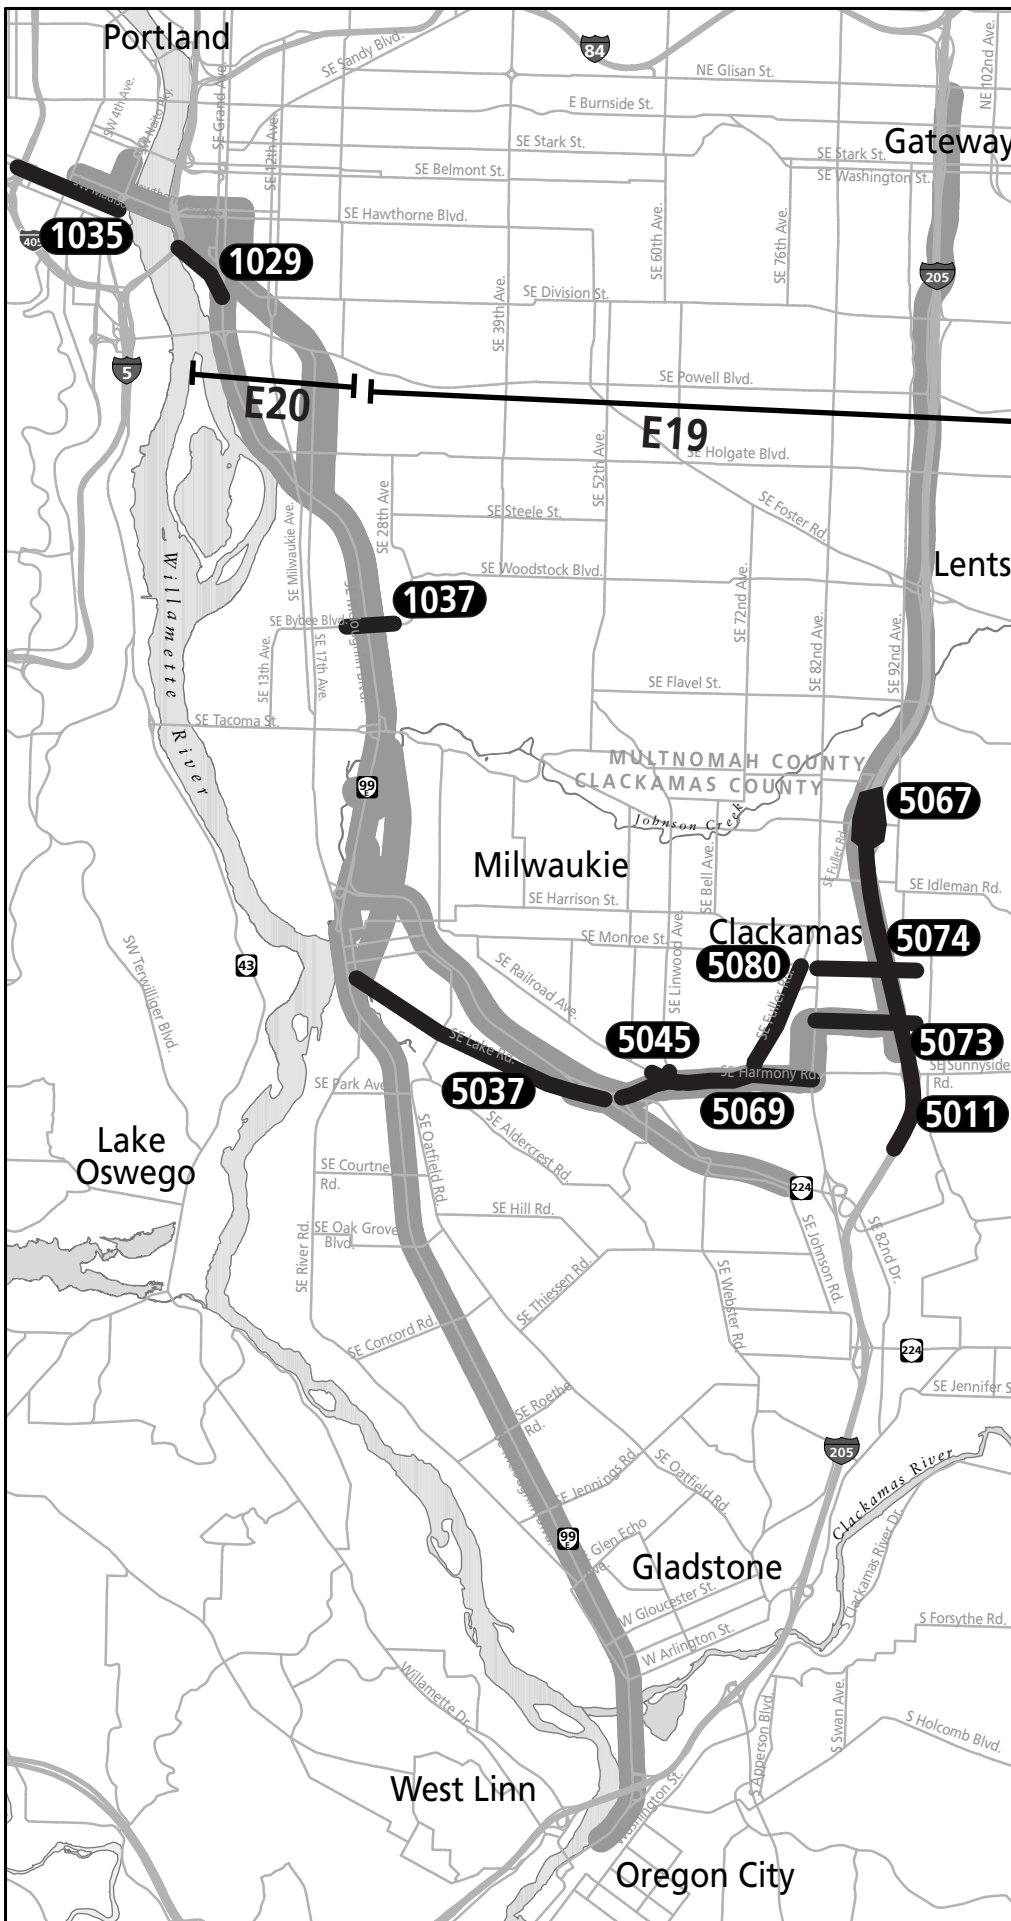 Portland
SE Sandy Blvd.
84
NE Glisan St.
NE 102nd Ave.
SW 4th Ave.
SW Naito Pky.
SE Grand Ave.
SE 12th Ave.
E Burnside St.
SE Stark St.
Gateway
SE Stark St.
SE Washington St.
SE Belmont St.
SE Hawthorne Blvd.
SE 60th Ave.
SE 76th Ave.
405
1035
1029
205
SE Division St.
SE 39th Ave.
5
SE Powell Blvd.
E20
E19
SE Holgate Blvd.
SE 52th Ave.
SE 28th Ave
SE Steele St.
SE Foster Rd.
SE Milwaukie Ave.
Willamette
River
SE Woodstock Blvd.
Lents
1037
SE Bybee Blvd.
SE 13th Ave.
SE 17th Ave.
SE McLoughlin Blvd.
SE 72nd Ave.
SE 82nd Ave.
SE 92nd Ave.
SE Flavel St.
SE Tacoma St.
MULTNOMAH COUNTY
CLACKAMAS COUNTY
99
E
5067
Johnson Creek
SE Fuller Rd.
Milwaukie
SE Bell Ave.
SE Idleman Rd.
SE Harrison St.
SE Monroe St.
SE Linwood Ave.
Clackamas
5074
5080
SE Fuller Rd.
SW Terwilliger Blvd.
43
SE Railroad Ave.
5045
5073
SE Lake Rd.
SE Harmony Rd.
SE Sunnyside
Rd.
5037
5069
5011
SE Park Ave
SE Oatfield Rd.
SE Aldercrest Rd.
Lake
Oswego
SE Courtney
Rd.
224
SE Hill Rd.
SE Oak Grove
Blvd.
SE River Rd.
SE Johnson Rd.
SE 82nd Dr.
SE Thiessen Rd.
SE Webster Rd.
SE Concord Rd.
224
SE Jennifer S
SE Roethe
Rd.
205
SE Jennings Rd.
SE Oatfield Rd.
Clackamas River
99
E
Glen Echo
Ave.
Gladstone
S Clackamas River Dr.
W Gloucester St.
S Forsythe Rd.
W Arlington St.
Willamette Dr.
S Apperson Blvd.
S Swan Ave.
S Holcomb Blvd.
West Linn
Washington St.
Oregon City